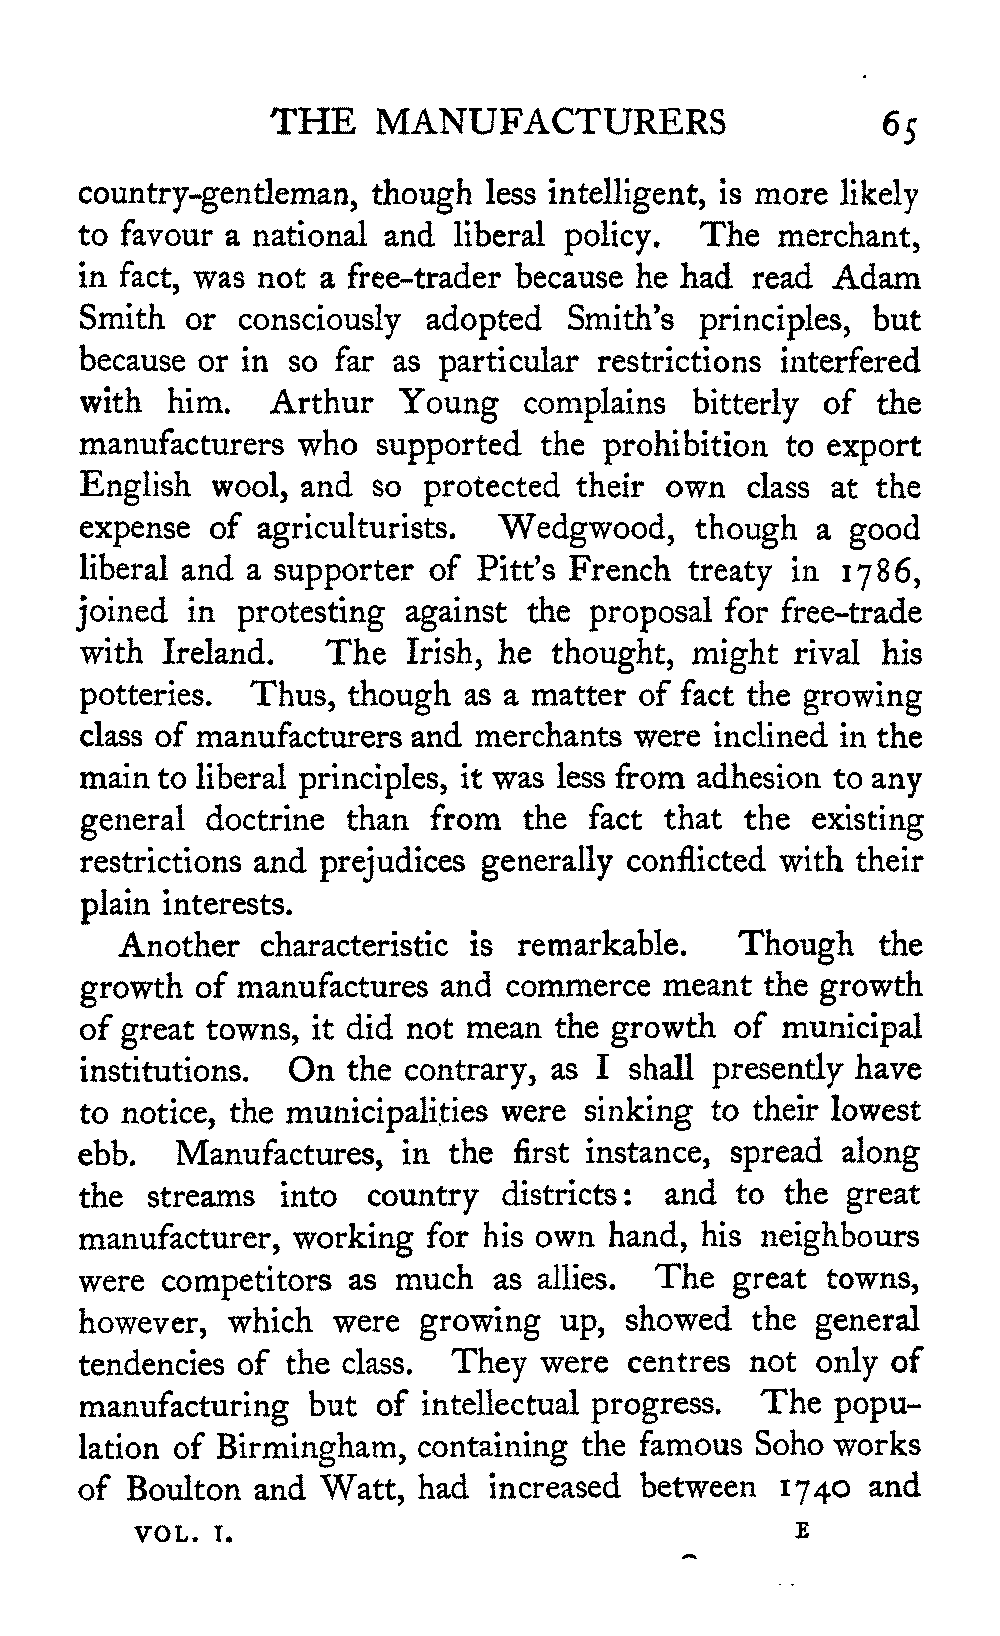 THE MANUFACTURERS 65
country-gentleman, though less intelligent, is more likely
to favour a national and liberal policy. The merchant,
in fact, was not a free-trader because he had read Adam
Smith or consciously adopted Smith's principles, but
because or in so far as particular restrictions interfered
with him. Arthur Young complains bitterly of the
manufacturers who supported the prohibition to export
English wool, and so protected their own class at the
expense of agriculturists. Wedgwood, though a good
liberal and a supporter of Pitt's French treaty in 1786,
joined in protesting against the proposal for free-trade
with Ireland. The Irish, he thought, might rival his
potteries. Thus, though as a matter of fact the growing
class of manufacturers and merchants were inclined in the
main to liberal principles, it was less from adhesion to any
general doctrine than from the fact that the existing
restrictions and prejudices generally conflicted with their
plain interests.
Another characteristic is remarkable. Though the
growth of manufactures and commerce meant the growth
of great towns, it did not mean the growth of municipal
institutions. On the contrary, as I shall presently have
to notice, the municipalities were sinking to their lowest
ebb. Manufactures, in the first instance, spread along
the streams into country districts: and to the great
manufacturer, working for his own hand, his neighbours
were competitors as much as allies. The great towns,
however, which were growing up, showed the general
tendencies of the class. They were centres not only of
manufacturing but of intellectual progress. The popu-
lation of Birmingham, containing the famous Soho works
of Boulton and Watt, had increased between 1740 and
VOL. I. E